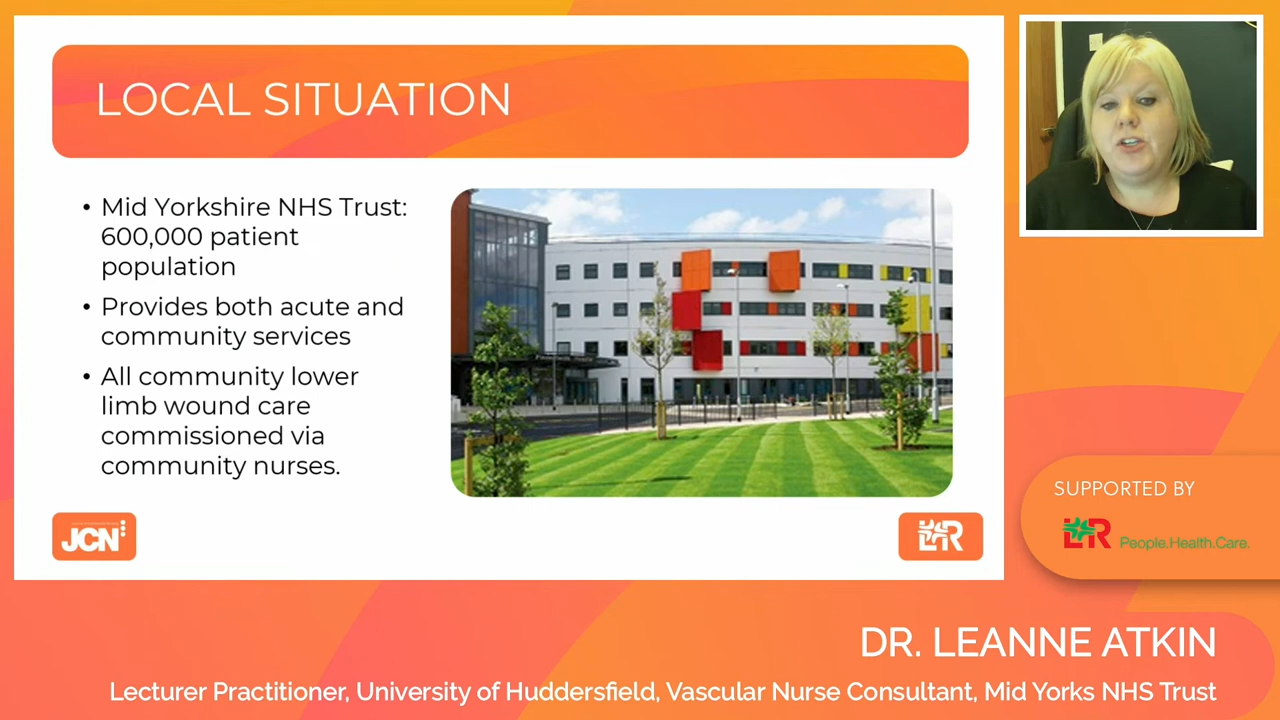 LOCAL SITUATION
• Mid Yorkshire NHS Trust:
600,000 patient
population
• Provides both acute and
community services
• All community lower
limb wound care
commissioned via
community nurses.
JCN
L&R
SUPPORTED BY
L&R People.Health.Care.
DR. LEANNE ATKIN
Lecturer Practitioner, University of Huddersfield, Vascular Nurse Consultant, Mid Yorks NHS Trust